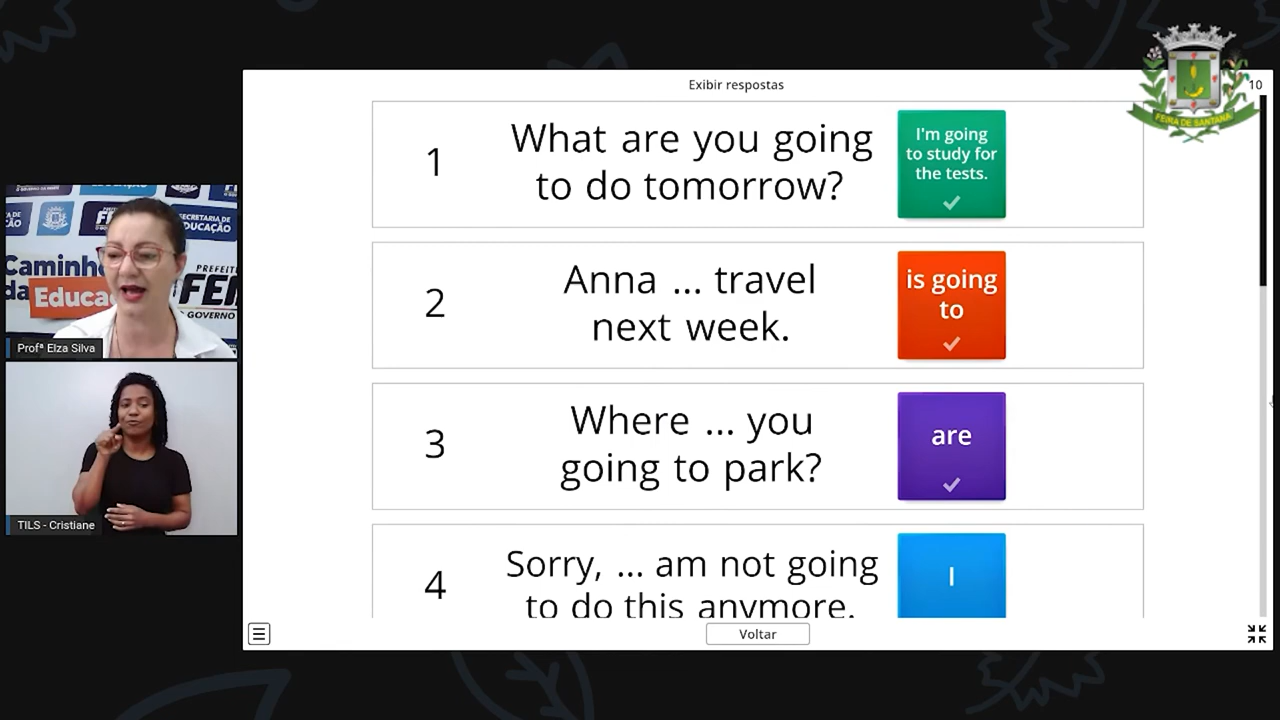 Exibir respostas
10
FEIRA DE SANTANA
1
What are you going
to do tomorrow?
I'm going
to study for
the tests.
2
Anna ... travel
next week.
is going
to
3
Where ... you
going to park?
are
4
Sorry, ... am not going
to do this anymore.
I
Voltar
SECRETARIA DE
EDUCAÇÃO
Caminho
da Educa
PREFEIT
FEI
GOVERNO
Profª Elza Silva
TILS - Cristiane